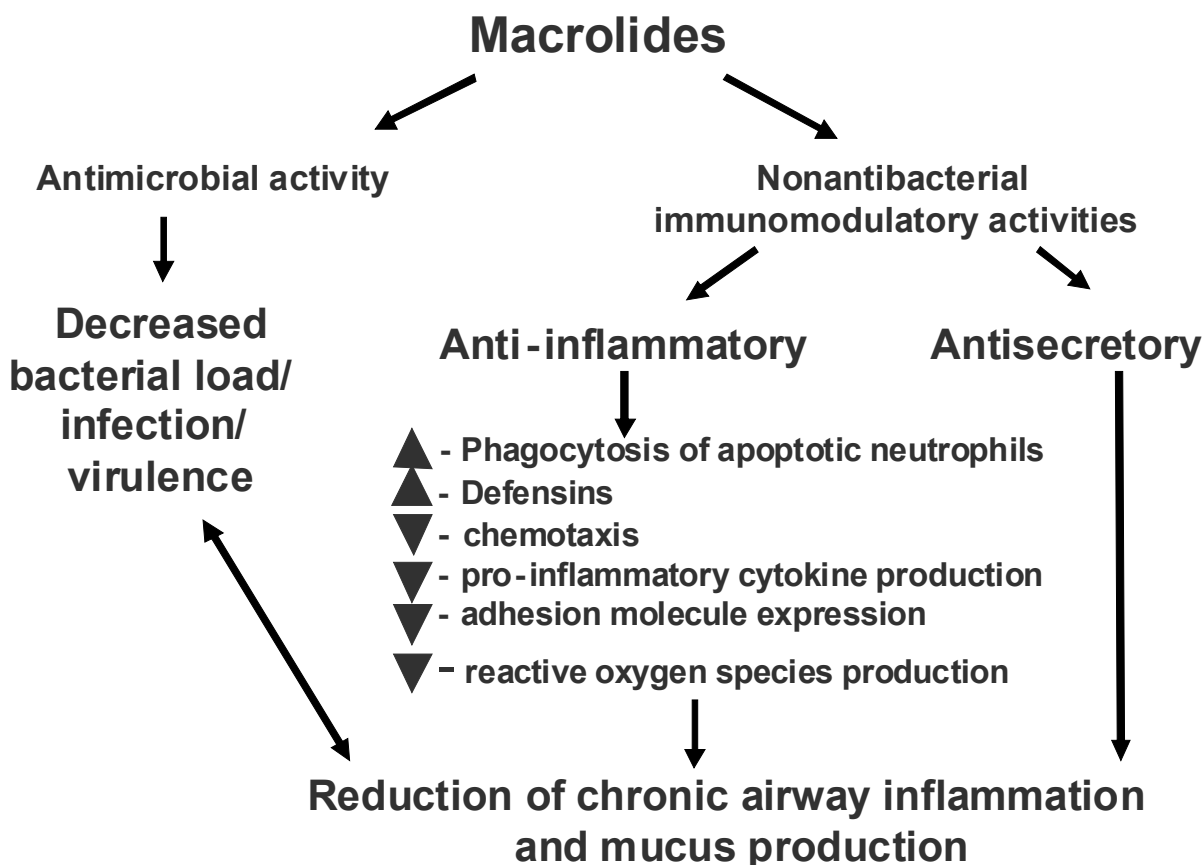 Macrolides
Antimicrobial activity
Nonantibacterial
immunomodulatory activities
Decreased
bacterial load/
infection/
virulence
Anti-inflammatory
Antisecretory
- Phagocytosis of apoptotic neutrophils
- Defensins
- chemotaxis
- pro-inflammatory cytokine production
- adhesion molecule expression
- reactive oxygen species production
Reduction of chronic airway inflammation
and mucus production